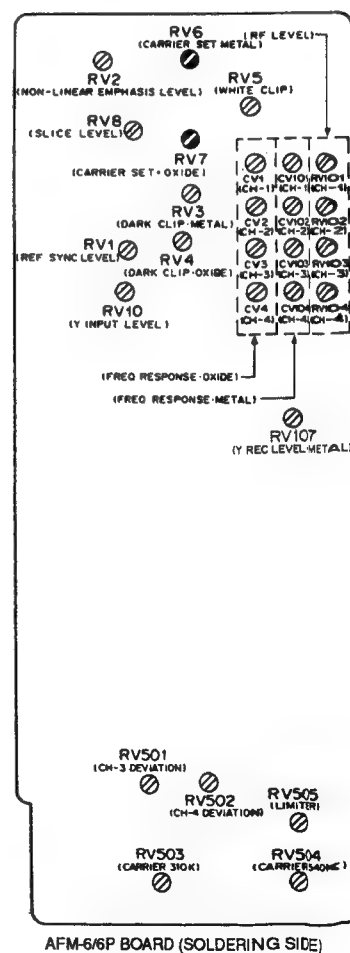 RV6
(CARRIER SET METAL)
(RF LEVEL)
RV2
(NON-LINEAR EMPHASIS LEVEL)
RV5
(WHITE CLIP)
RV8
(SLICE LEVEL)
RV7
(CARRIER SET-OXIDE)
CV1 CV101 RV101
(CH-1) (CH-1) (CH-1)
RV3
(DARK CLIP-METAL)
CV2 CV102 RV102
(CH-2) (CH-2) (CH-2)
RV1
(REF SYNC LEVEL)
RV4
(DARK CLIP-OXIDE)
CV3 CV103 RV103
(CH-3) (CH-3) (CH-3)
RV10
(Y INPUT LEVEL)
CV4 CV104 RV104
(CH-4) (CH-4) (CH-4)
(FREQ RESPONSE-OXIDE)
(FREQ RESPONSE-METAL)
RV107
(Y REC LEVEL-METAL)
RV501
(CH-3 DEVIATION)
RV502
(CH-4 DEVIATION)
RV505
(LIMITER)
RV503
(CARRIER 310K)
RV504
(CARRIER 540K)
AFM-6/6P BOARD (SOLDERING SIDE)